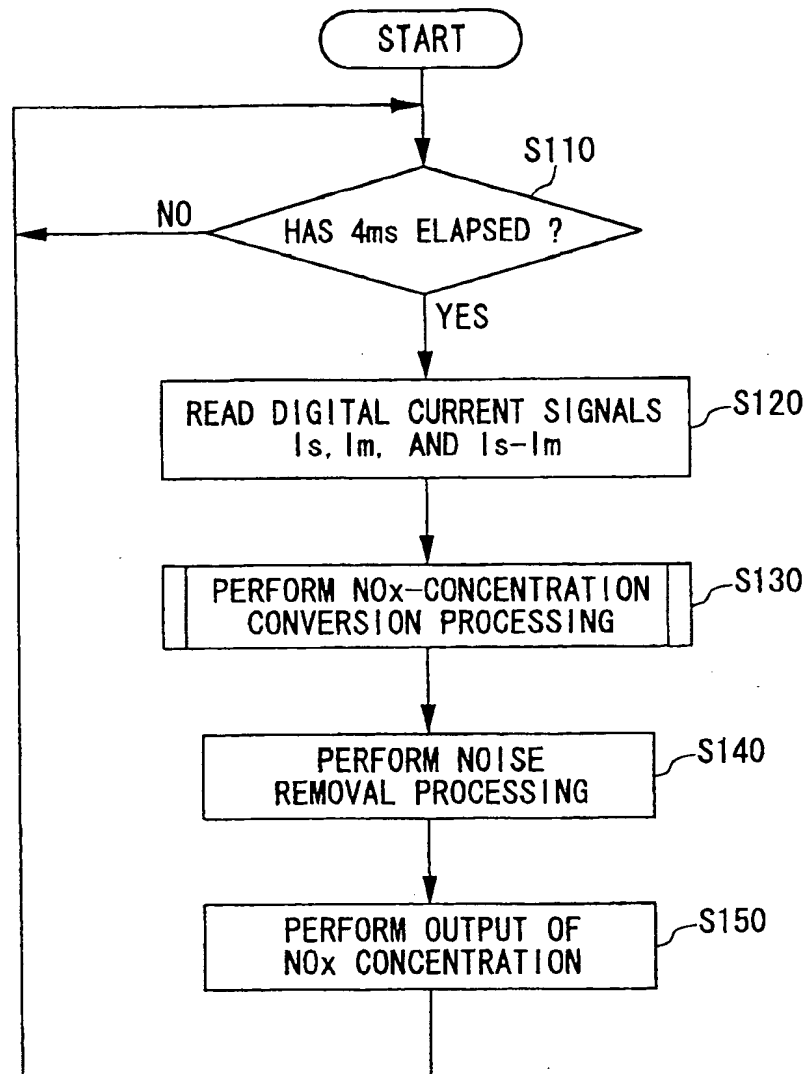 START
S110
NO
HAS 4ms ELAPSED ?
YES
READ DIGITAL CURRENT SIGNALS
Is, Im, AND Is-Im
S120
PERFORM NOx-CONCENTRATION
CONVERSION PROCESSING
S130
PERFORM NOISE
REMOVAL PROCESSING
S140
PERFORM OUTPUT OF
NOx CONCENTRATION
S150